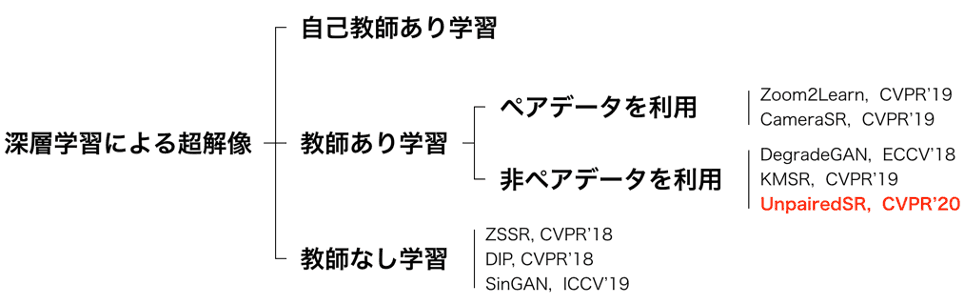 深層学習による超解像
自己教師あり学習
教師あり学習
ペアデータを利用
Zoom2Learn, CVPR'19
CameraSR, CVPR'19
非ペアデータを利用
DegradeGAN, ECCV'18
KMSR, CVPR'19
UnpairedSR, CVPR'20
教師なし学習
ZSSR, CVPR'18
DIP, CVPR'18
SinGAN, ICCV'19